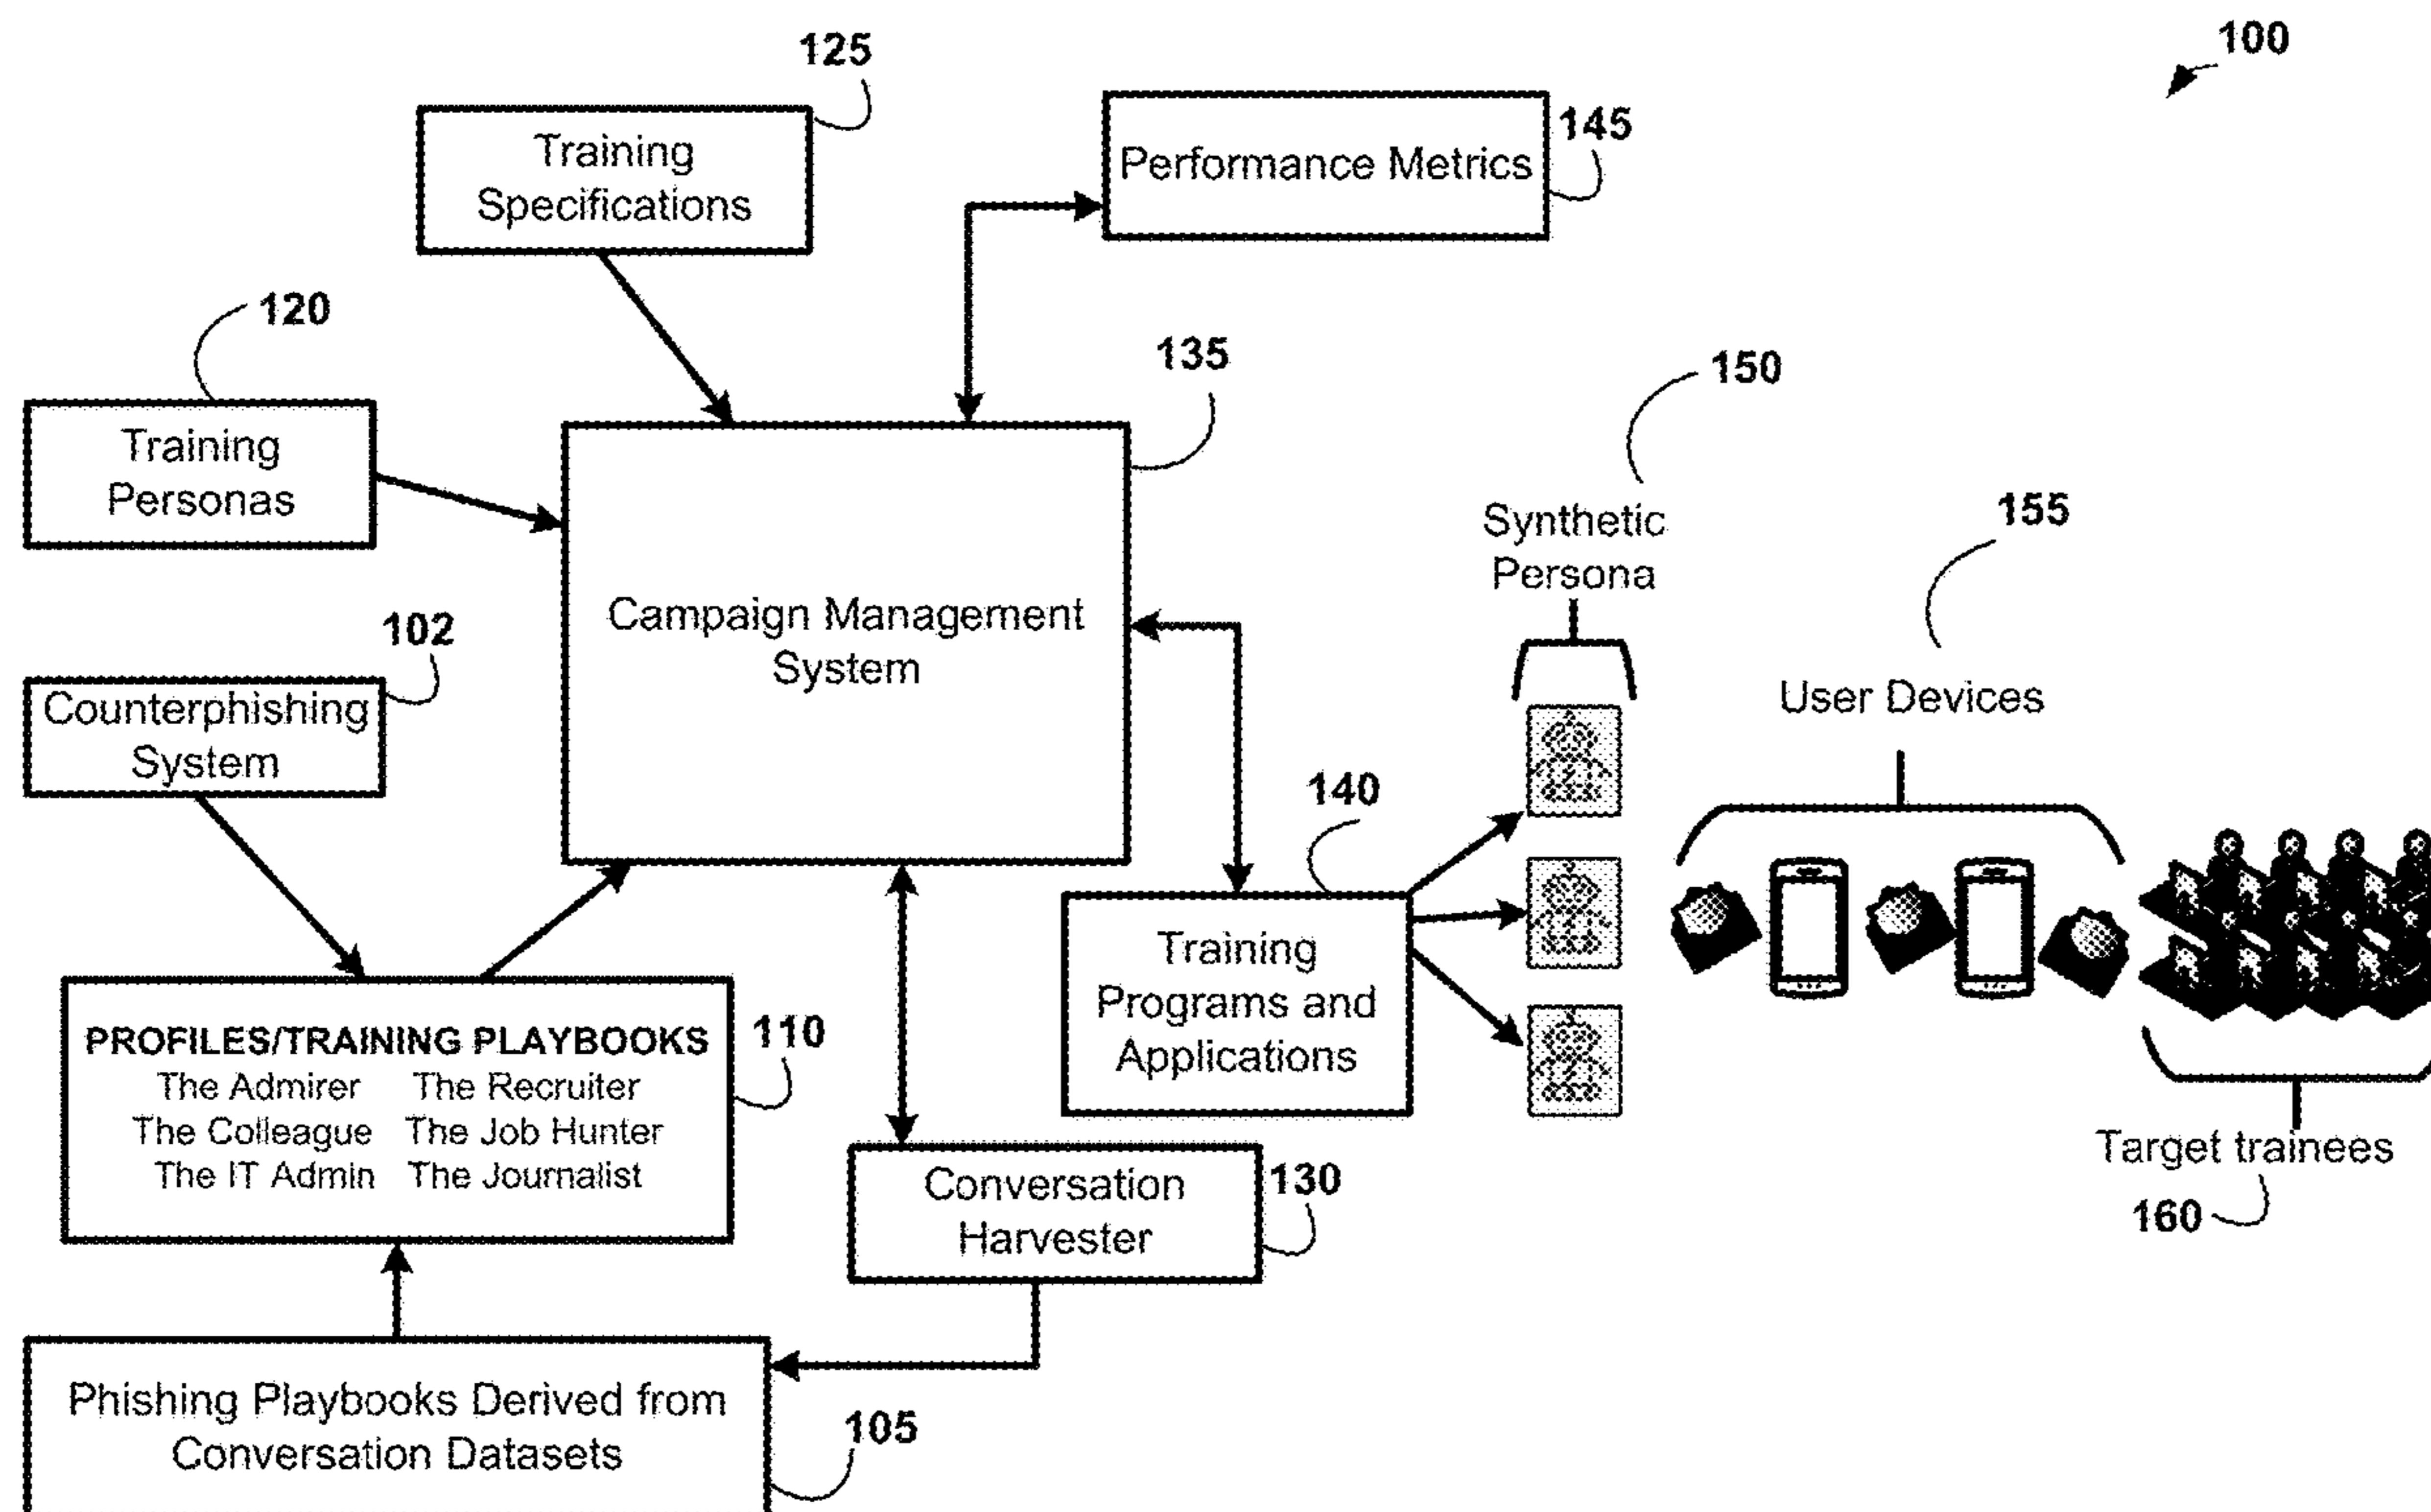 125
100
Training
Specifications
145
Performance Metrics
120
135
150
Training
Personas
Synthetic
Persona
155
102
Campaign Management
System
Counterphishing
System
User Devices
140
Training
Programs and
Applications
PROFILES/TRAINING PLAYBOOKS
The Admirer The Recruiter
The Colleague The Job Hunter
The IT Admin The Journalist
110
Conversation
Harvester
130
Target trainees
160
Phishing Playbooks Derived from
Conversation Datasets
105